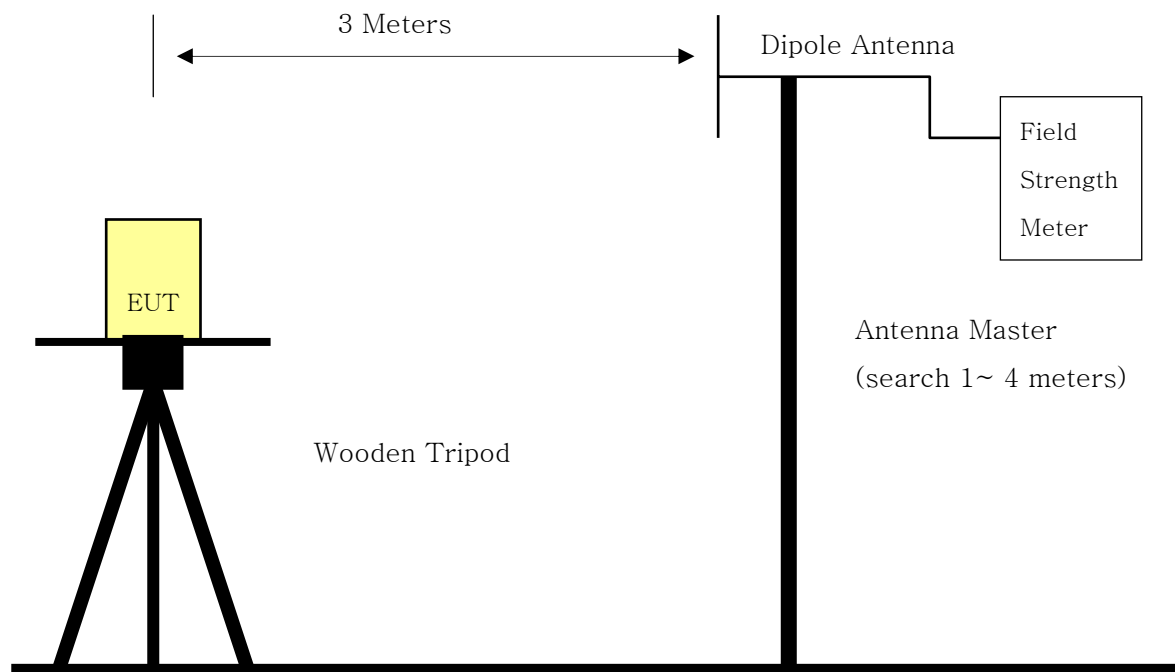 3 Meters
Dipole Antenna
Field
Strength
Meter
EUT
Antenna Master
(search 1~ 4 meters)
Wooden Tripod